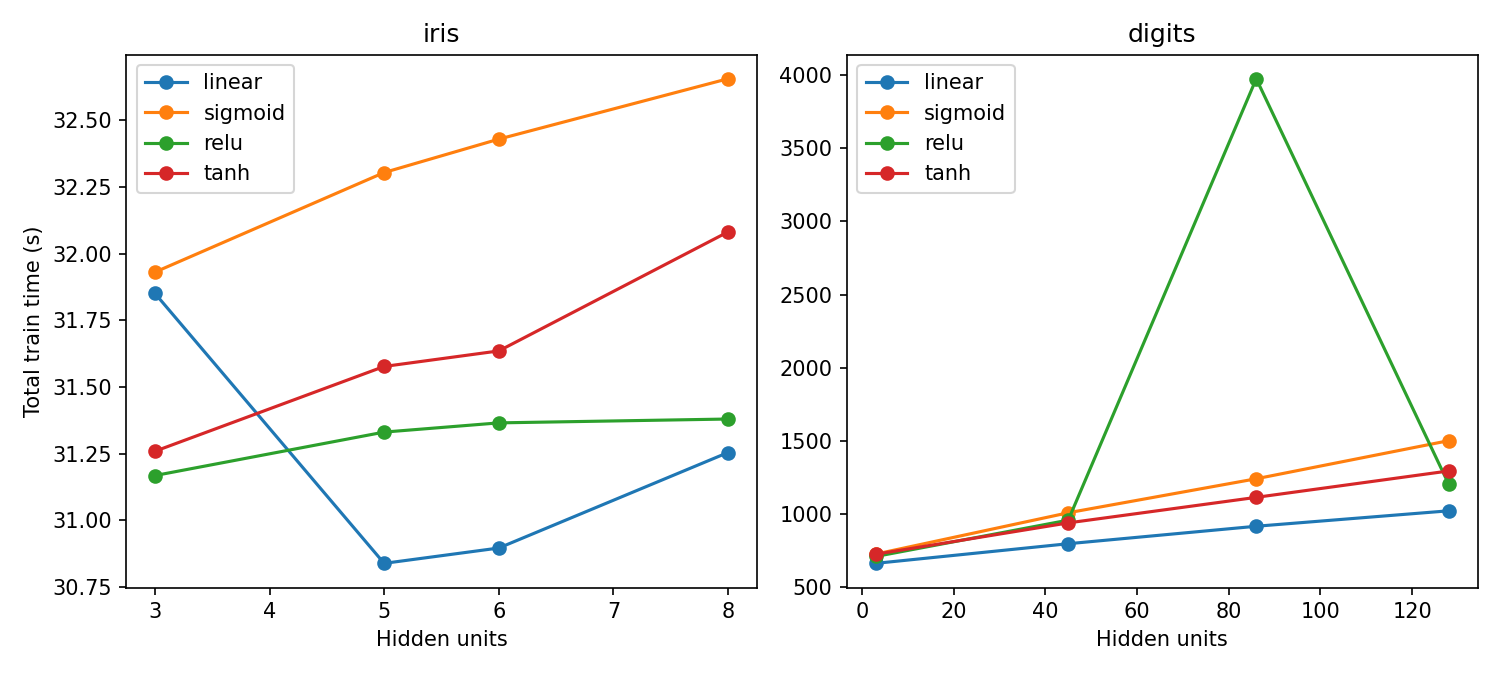 iris
linear
sigmoid
relu
tanh
Total train time (s)
32.50
32.25
32.00
31.75
31.50
31.25
31.00
30.75
3
4
5
6
7
8
Hidden units
digits
linear
sigmoid
relu
tanh
4000
3500
3000
2500
2000
1500
1000
500
0
20
40
60
80
100
120
Hidden units